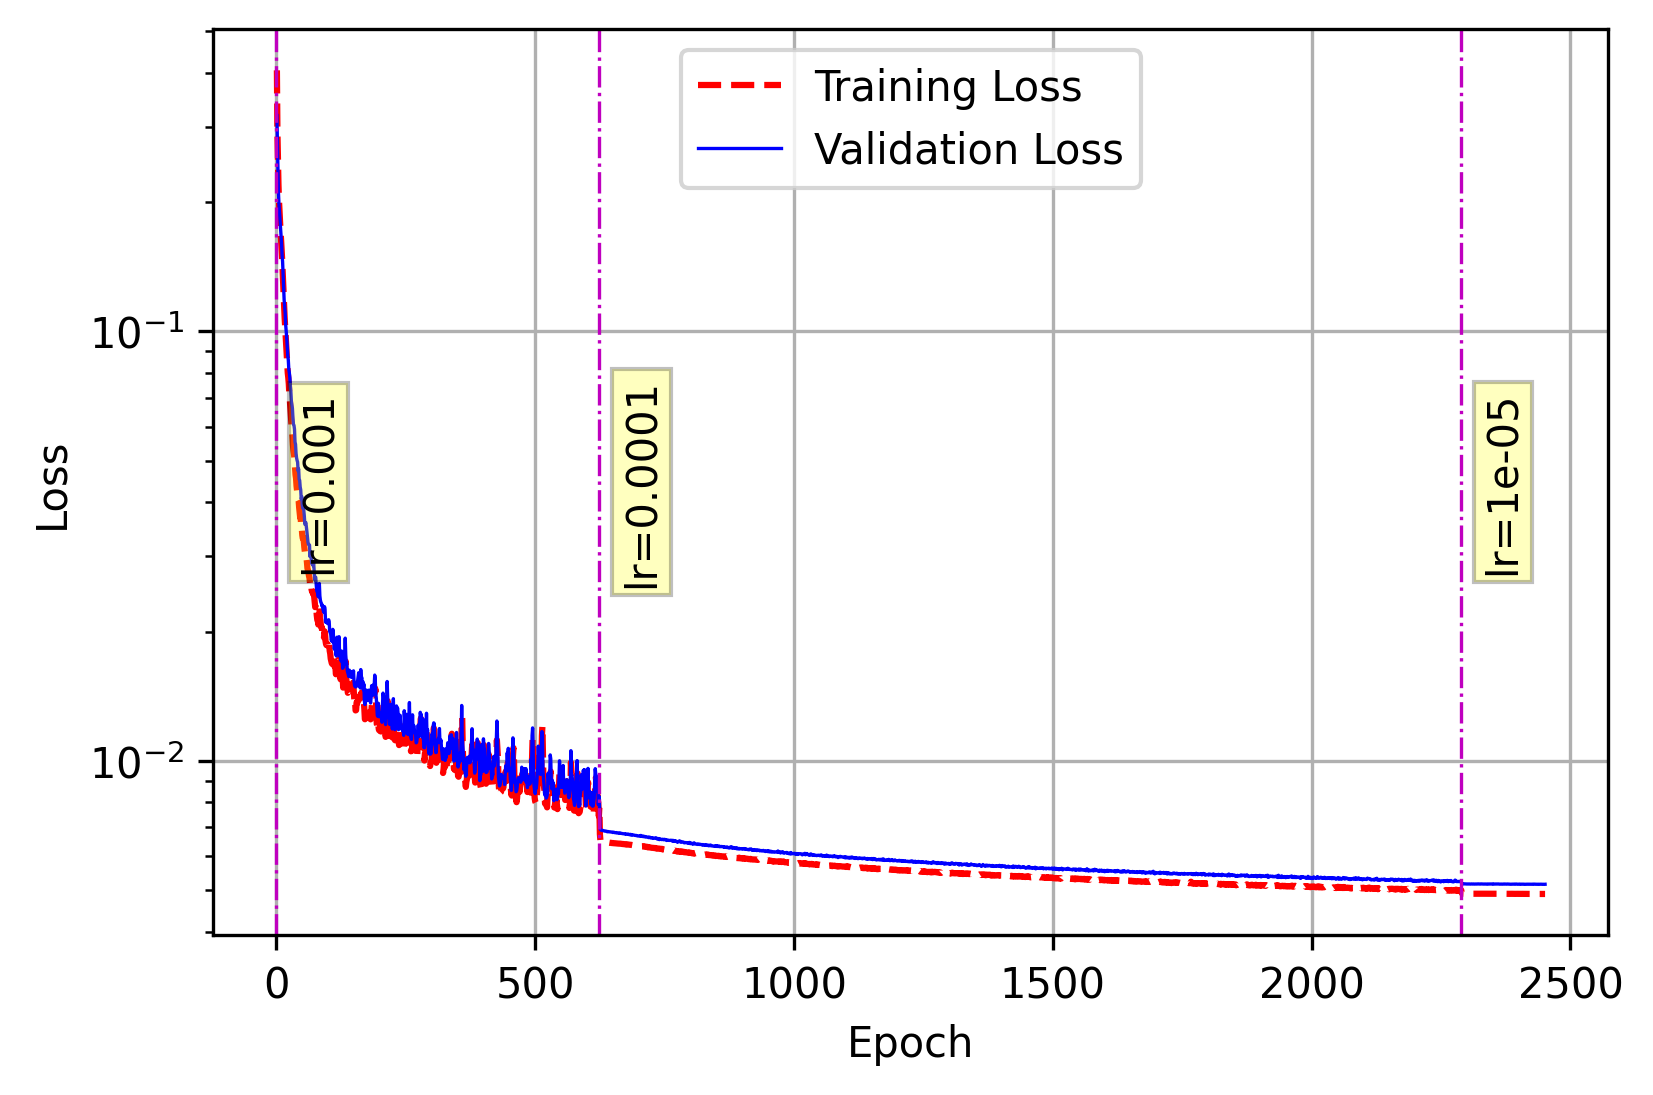 Training Loss
Validation Loss
10⁻¹
10⁻²
Loss
lr=0.001
lr=0.0001
lr=1e-05
0
500
1000
1500
2000
2500
Epoch